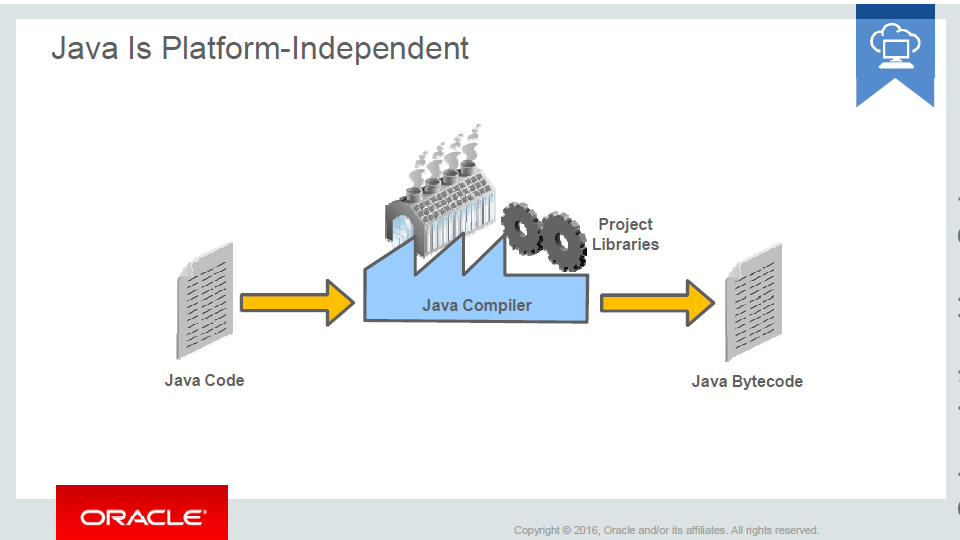 Java Is Platform-Independent
Project
Libraries
Java Compiler
Java Code
Java Bytecode
ORACLE®
Copyright © 2016, Oracle and/or its affiliates. All rights reserved.